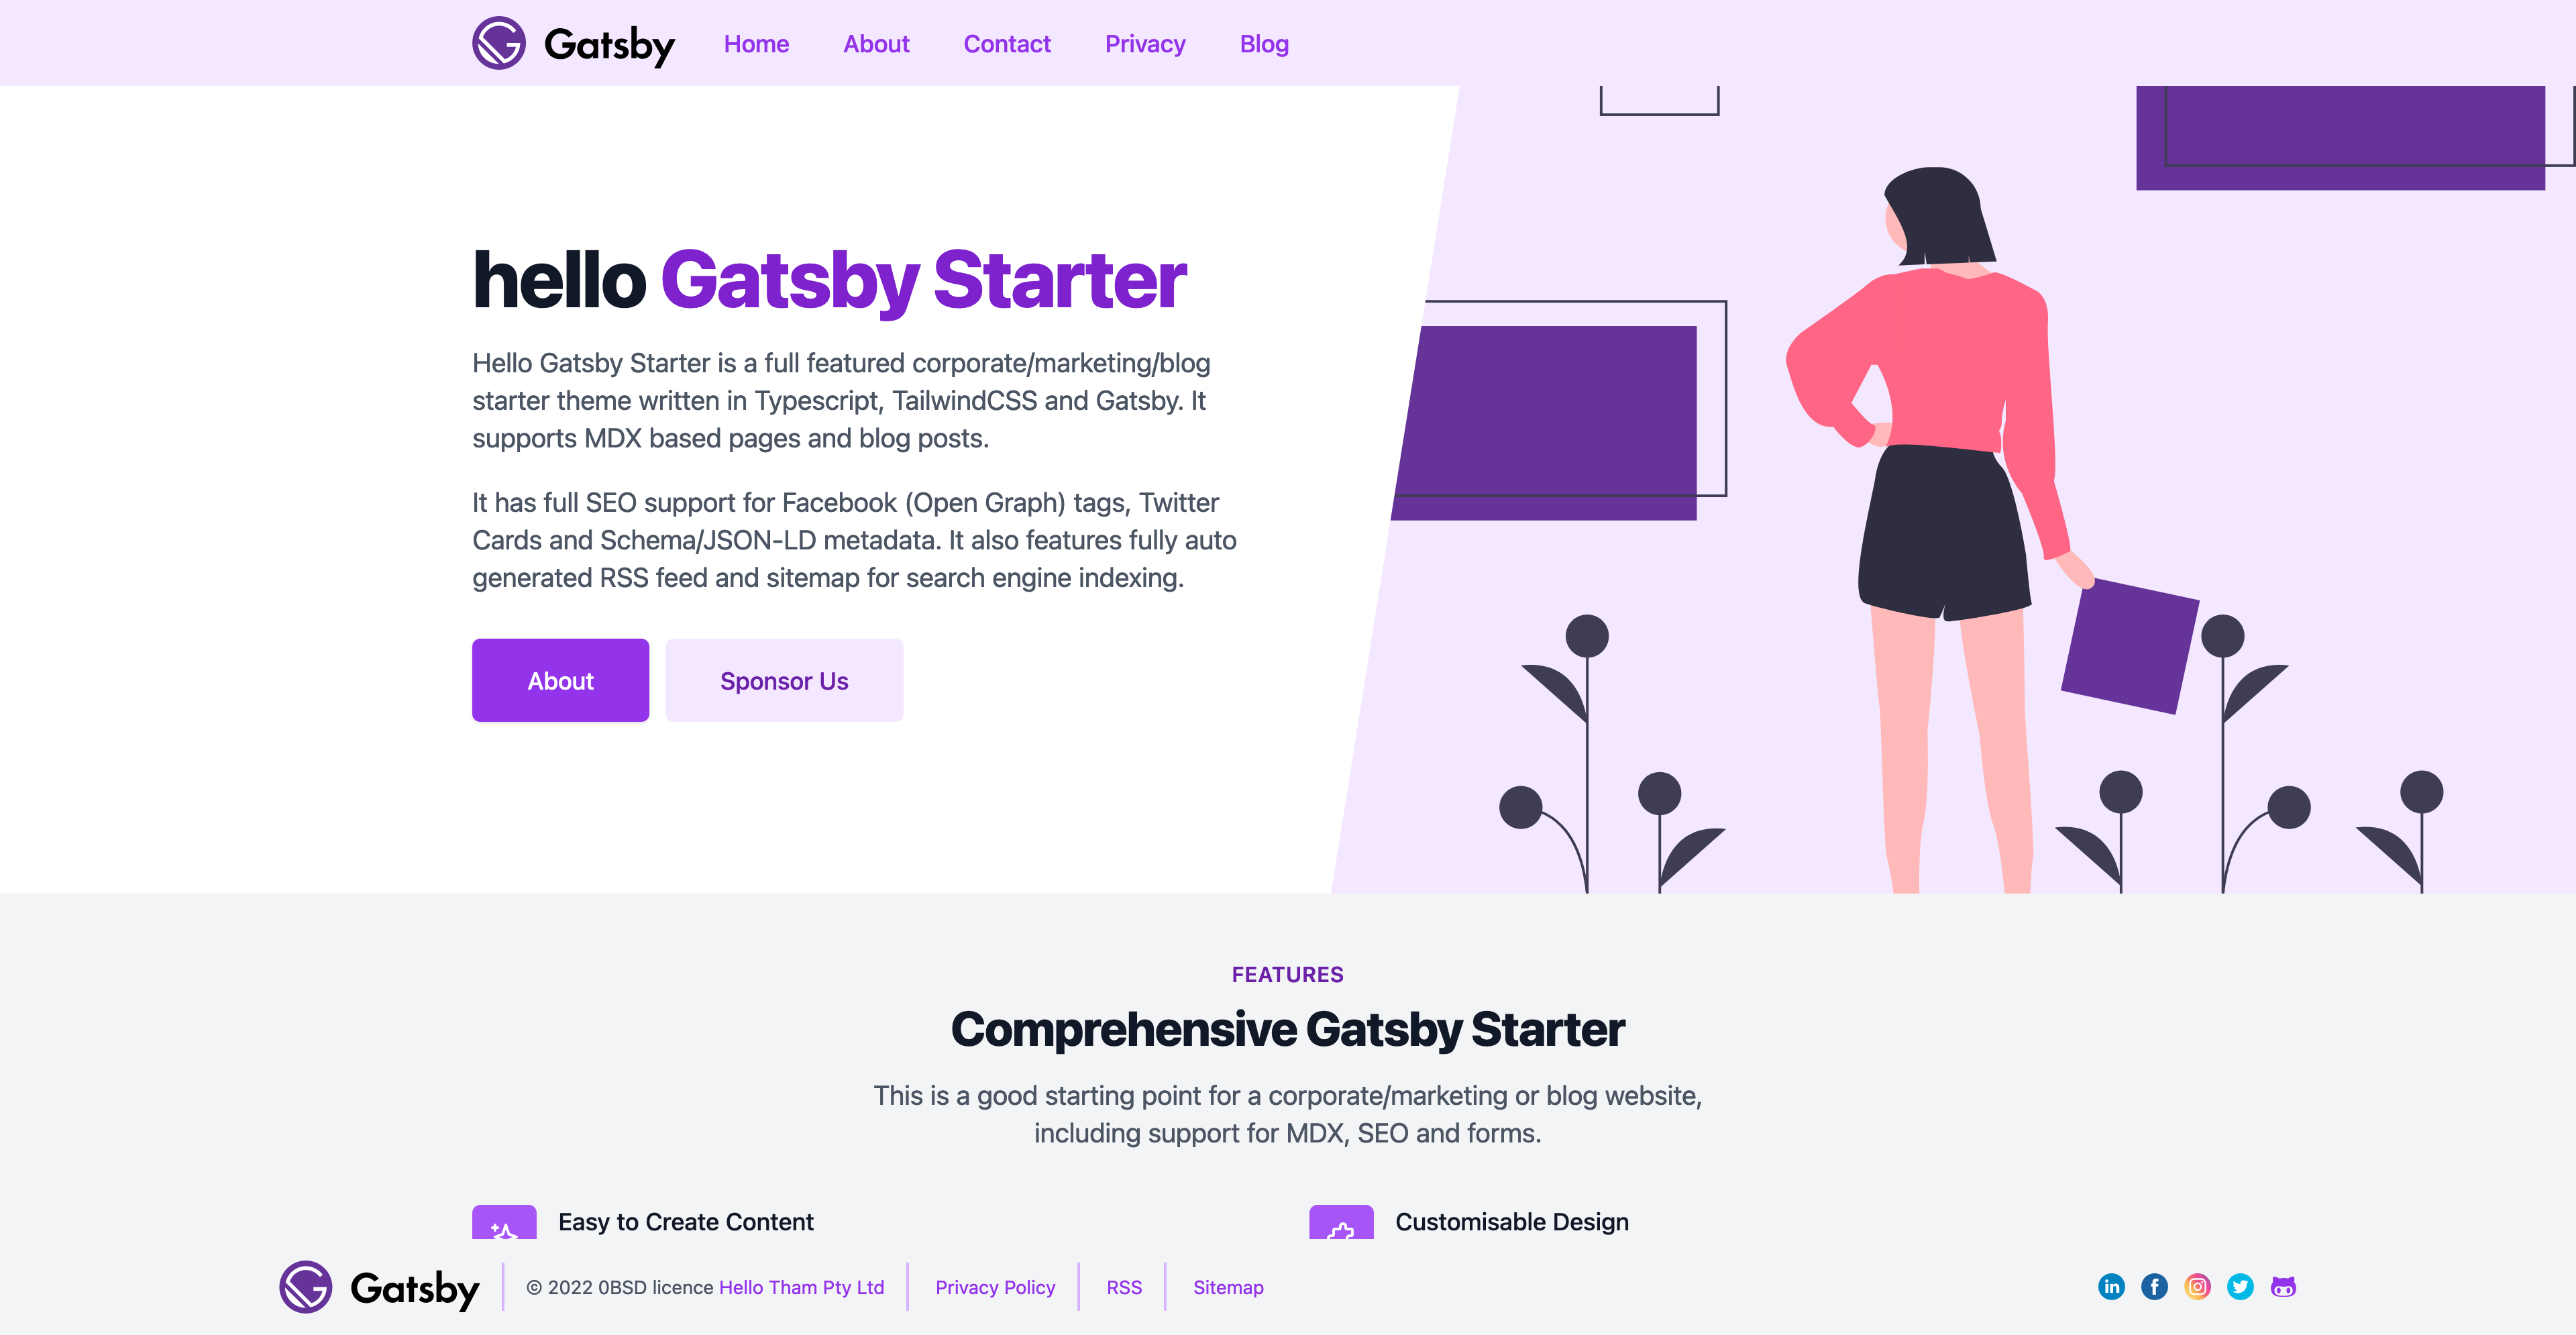 Gatsby Home About Contact Privacy Blog
hello Gatsby Starter
Hello Gatsby Starter is a full featured corporate/marketing/blog
starter theme written in Typescript, TailwindCSS and Gatsby. It
supports MDX based pages and blog posts.
It has full SEO support for Facebook (Open Graph) tags, Twitter
Cards and Schema/JSON-LD metadata. It also features fully auto
generated RSS feed and sitemap for search engine indexing.
About Sponsor Us
FEATURES
Comprehensive Gatsby Starter
This is a good starting point for a corporate/marketing or blog website,
including support for MDX, SEO and forms.
Easy to Create Content Customisable Design
Gatsby © 2022 0BSD licence Hello Tham Pty Ltd Privacy Policy RSS Sitemap